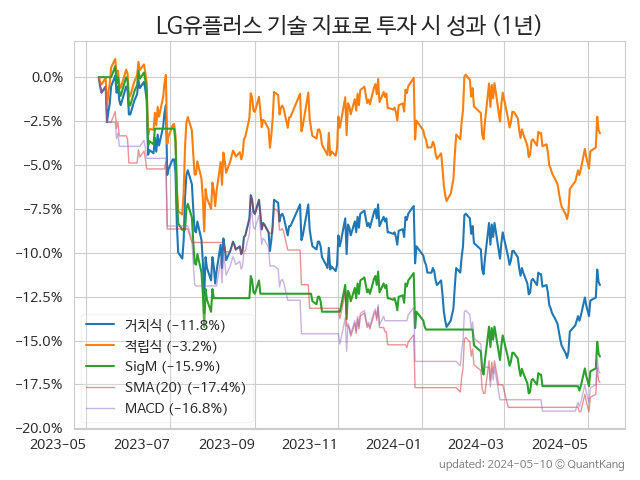 LG유플러스 기술 지표로 투자 시 성과 (1년)
0.0%
−2.5%
−5.0%
−7.5%
−10.0%
−12.5%
−15.0%
−17.5%
−20.0%
거치식 (−11.8%)
적립식 (−3.2%)
SigM (−15.9%)
SMA(20) (−17.4%)
MACD (−16.8%)
2023-05 2023-07 2023-09 2023-11 2024-01 2024-03 2024-05
updated: 2024-05-10 © QuantKang